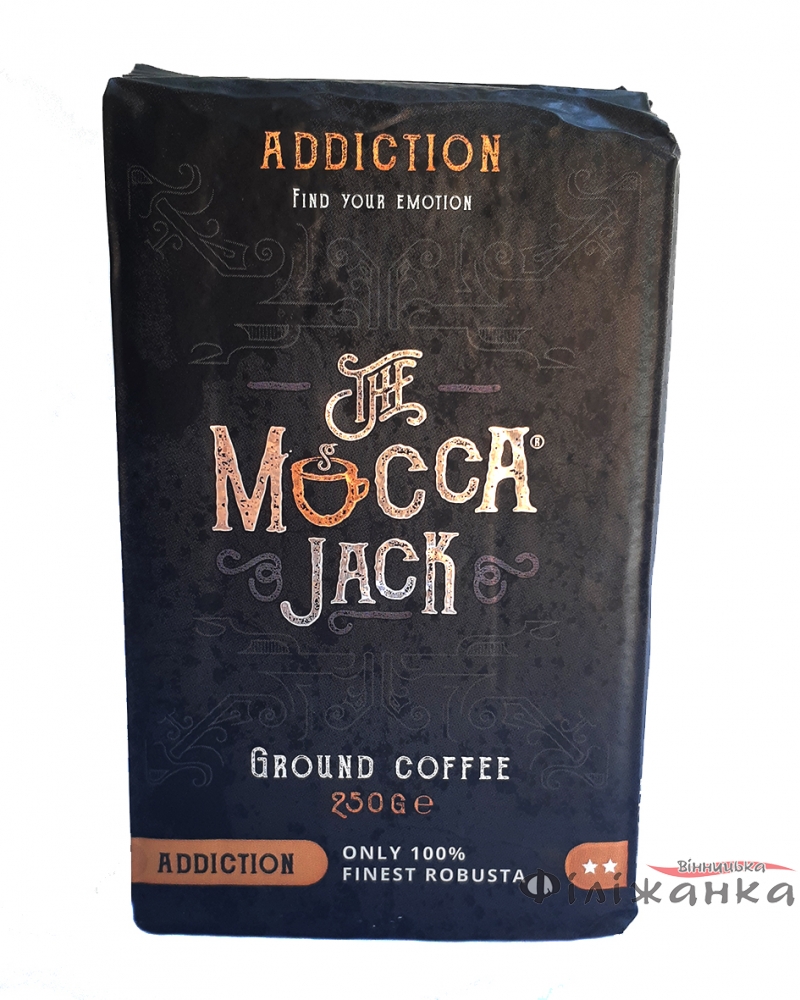 ADDICTION
FIND YOUR EMOTION
THE
MOCCA®
JACK
GROUND COFFEE
250G℮
ADDICTION
ONLY 100%
FINEST ROBUSTA
Вінницька
Філіжанка